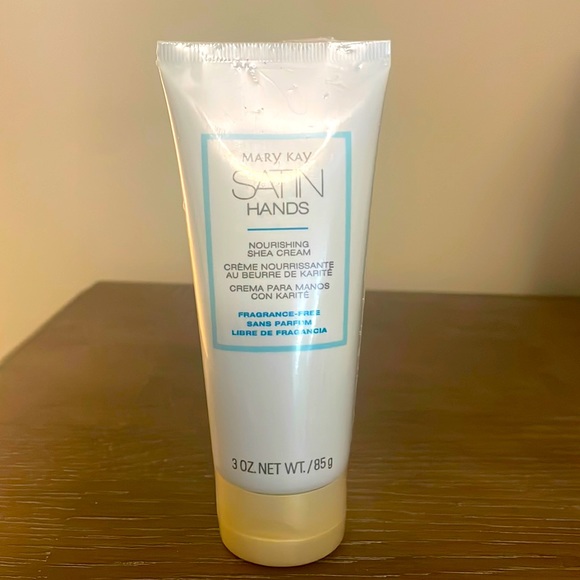 MARY KAY
SATIN
HANDS
NOURISHING
SHEA CREAM
CRÈME NOURRISSANTE
AU BEURRE DE KARITÉ
CREMA PARA MANOS
CON KARITÉ
FRAGRANCE-FREE
SANS PARFUM
LIBRE DE FRAGANCIA
3 OZ. NET WT./85g